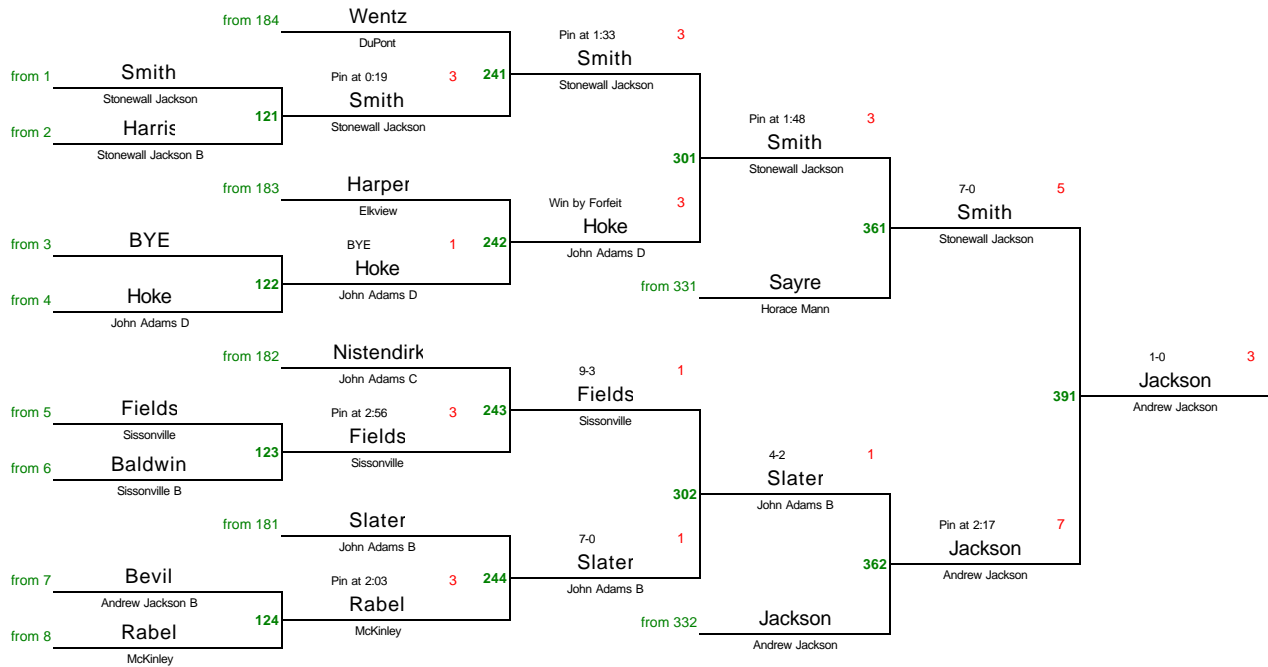 from 184
Wentz
DuPont
Pin at 1:33 3
241
Smith
Stonewall Jackson
from 1
Smith
Stonewall Jackson
Pin at 0:19 3
Smith
Stonewall Jackson
121
from 2
Harris
Stonewall Jackson B
Pin at 1:48 3
301
Smith
Stonewall Jackson
from 183
Harper
Elkview
Win by Forfeit 3
242
Hoke
John Adams D
from 3
BYE
BYE 1
Hoke
John Adams D
122
from 4
Hoke
John Adams D
7-0 5
361
Smith
Stonewall Jackson
from 331
Sayre
Horace Mann
from 182
Nistendirk
John Adams C
9-3 1
243
Fields
Sissonville
from 5
Fields
Sissonville
Pin at 2:56 3
Fields
Sissonville
123
from 6
Baldwin
Sissonville B
1-0 3
391
Jackson
Andrew Jackson
4-2 1
302
Slater
John Adams B
from 181
Slater
John Adams B
7-0 1
244
Slater
John Adams B
from 7
Bevil
Andrew Jackson B
Pin at 2:03 3
Rabel
McKinley
124
from 8
Rabel
McKinley
Pin at 2:17 7
362
Jackson
Andrew Jackson
from 332
Jackson
Andrew Jackson